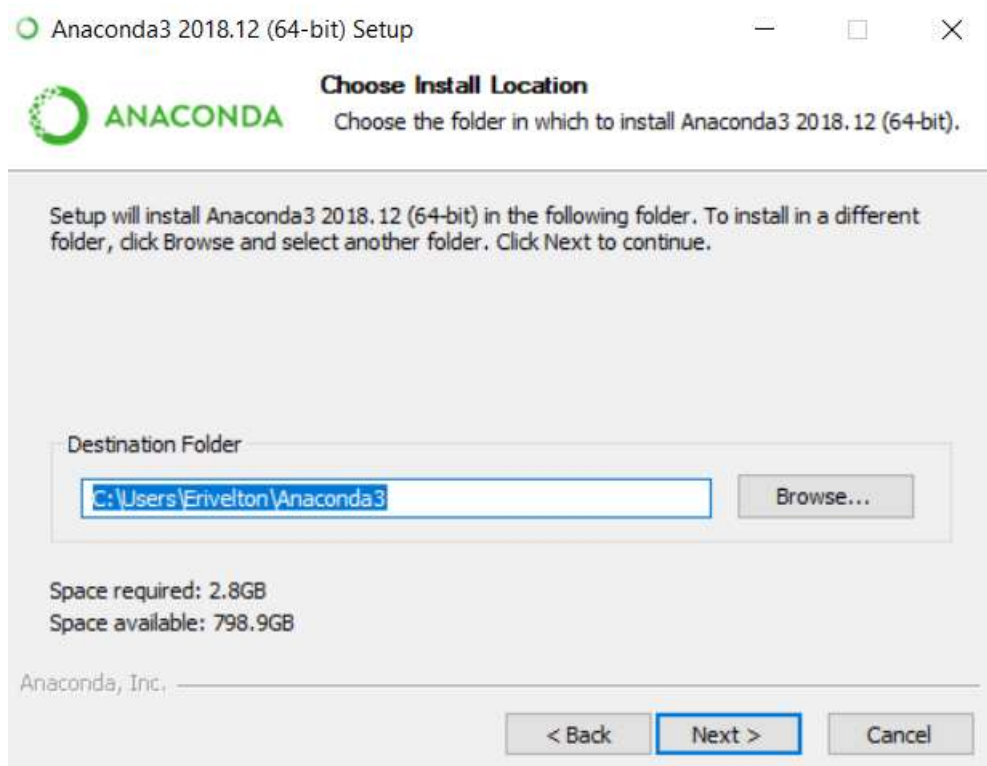 Anaconda3 2018.12 (64-bit) Setup
ANACONDA
Choose Install Location
Choose the folder in which to install Anaconda3 2018.12 (64-bit).
Setup will install Anaconda3 2018.12 (64-bit) in the following folder. To install in a different
folder, click Browse and select another folder. Click Next to continue.
Destination Folder
C:\Users\Erivelton\Anaconda3
Browse...
Space required: 2.8GB
Space available: 798.9GB
Anaconda, Inc.
< Back
Next >
Cancel